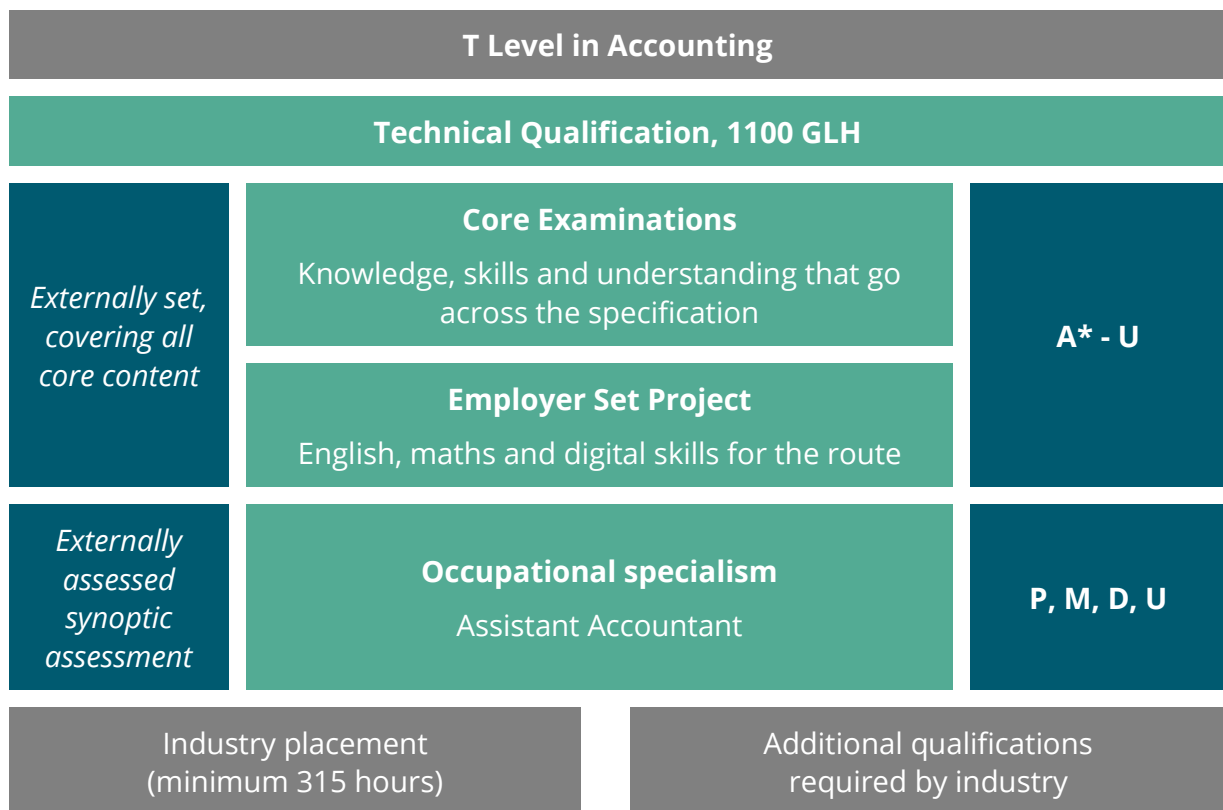 T Level in Accounting
Technical Qualification, 1100 GLH
Externally set,
covering all
core content
Core Examinations
Knowledge, skills and understanding that go
across the specification
Employer Set Project
English, maths and digital skills for the route
A* - U
Externally
assessed
synoptic
assessment
Occupational specialism
Assistant Accountant
P, M, D, U
Industry placement
(minimum 315 hours)
Additional qualifications
required by industry